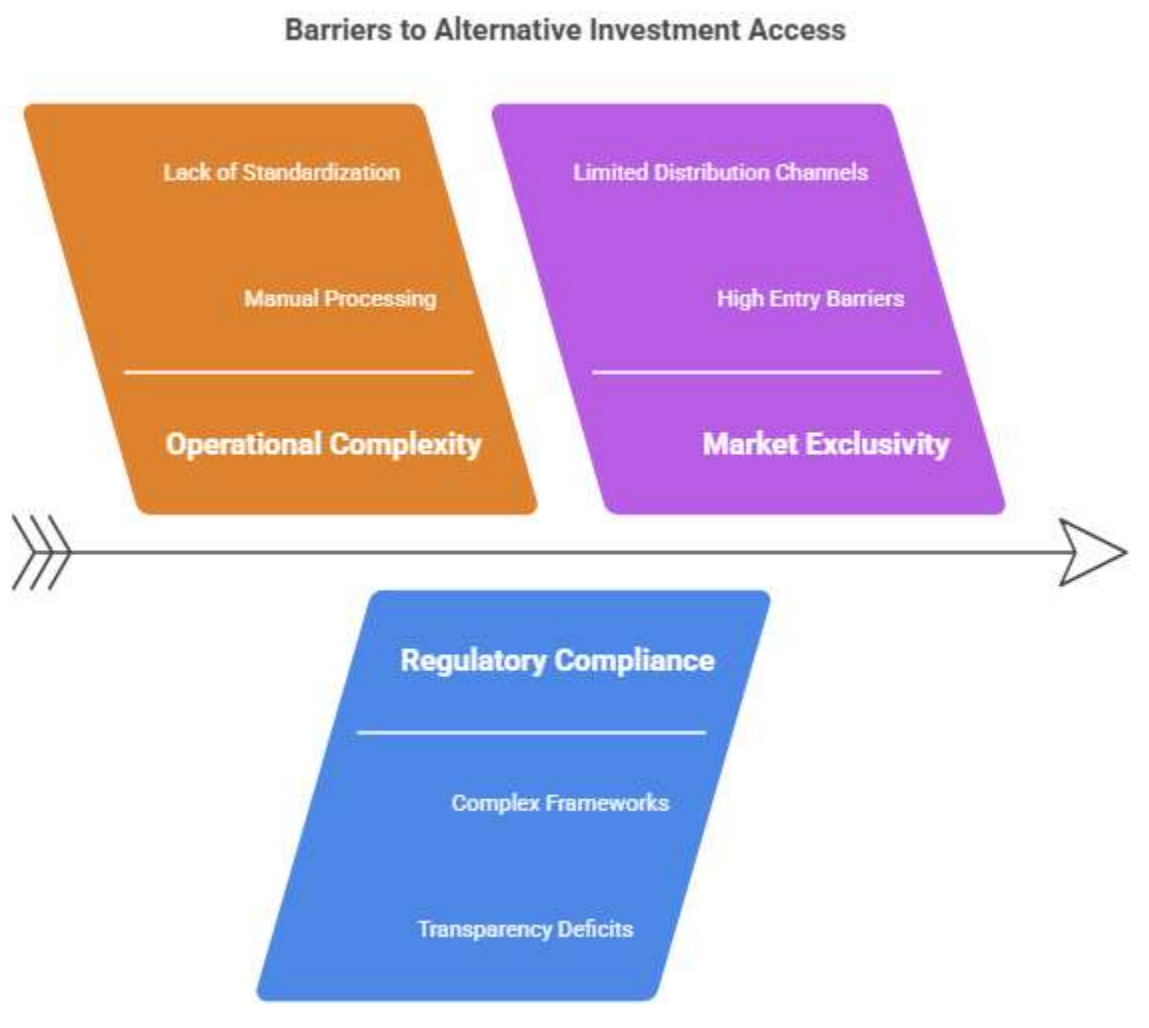 Barriers to Alternative Investment Access
Lack of Standardization
Manual Processing
Operational Complexity
Limited Distribution Channels
High Entry Barriers
Market Exclusivity
Regulatory Compliance
Complex Frameworks
Transparency Deficits